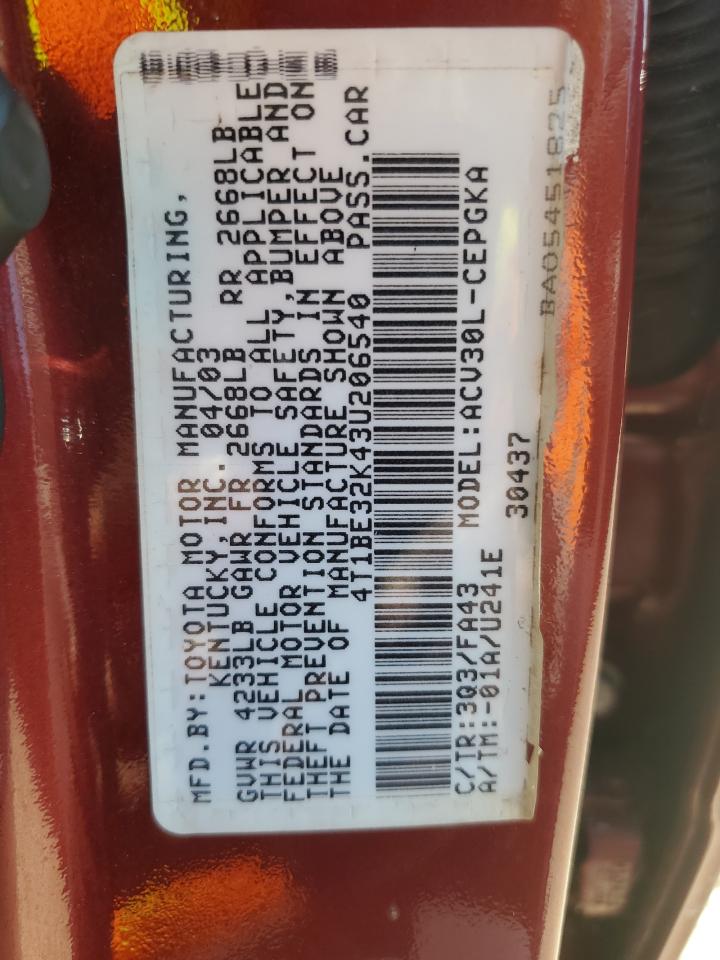 MFD.BY:TOYOTA MOTOR MANUFACTURING,
KENTUCKY,INC. 04/03
GVWR 4233LB GAWR FR 2668LB RR 2668LB
THIS VEHICLE CONFORMS TO ALL APPLICABLE
FEDERAL MOTOR VEHICLE SAFETY,BUMPER AND
THEFT PREVENTION STANDARDS IN EFFECT ON
THE DATE OF MANUFACTURE SHOWN ABOVE
4T1BE32K43U206540 PASS.CAR
C/TR:3Q3/FA43 MODEL:ACV30L-CEPGKA
A/TM:-01A/U241E 30437
BA05451825